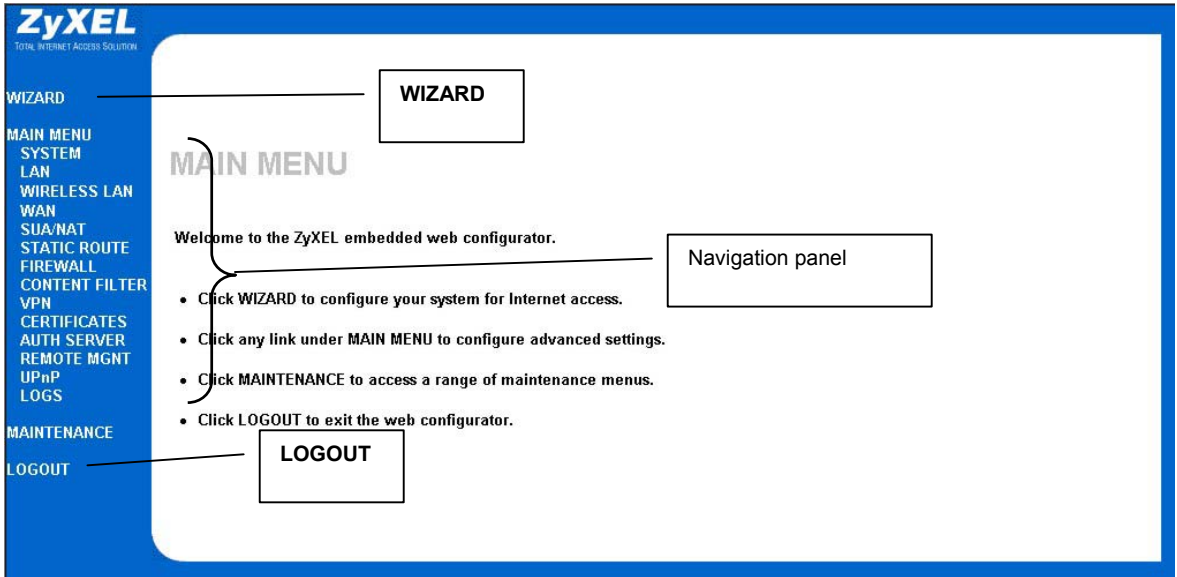 ZyXEL
TOTAL INTERNET ACCESS SOLUTION
WIZARD
MAIN MENU
SYSTEM
LAN
WIRELESS LAN
WAN
SUA/NAT
STATIC ROUTE
FIREWALL
CONTENT FILTER
VPN
CERTIFICATES
AUTH SERVER
REMOTE MGNT
UPnP
LOGS
MAINTENANCE
LOGOUT
WIZARD
MAIN MENU
Welcome to the ZyXEL embedded web configurator.
Navigation panel
• Click WIZARD to configure your system for Internet access.
• Click any link under MAIN MENU to configure advanced settings.
• Click MAINTENANCE to access a range of maintenance menus.
• Click LOGOUT to exit the web configurator.
LOGOUT